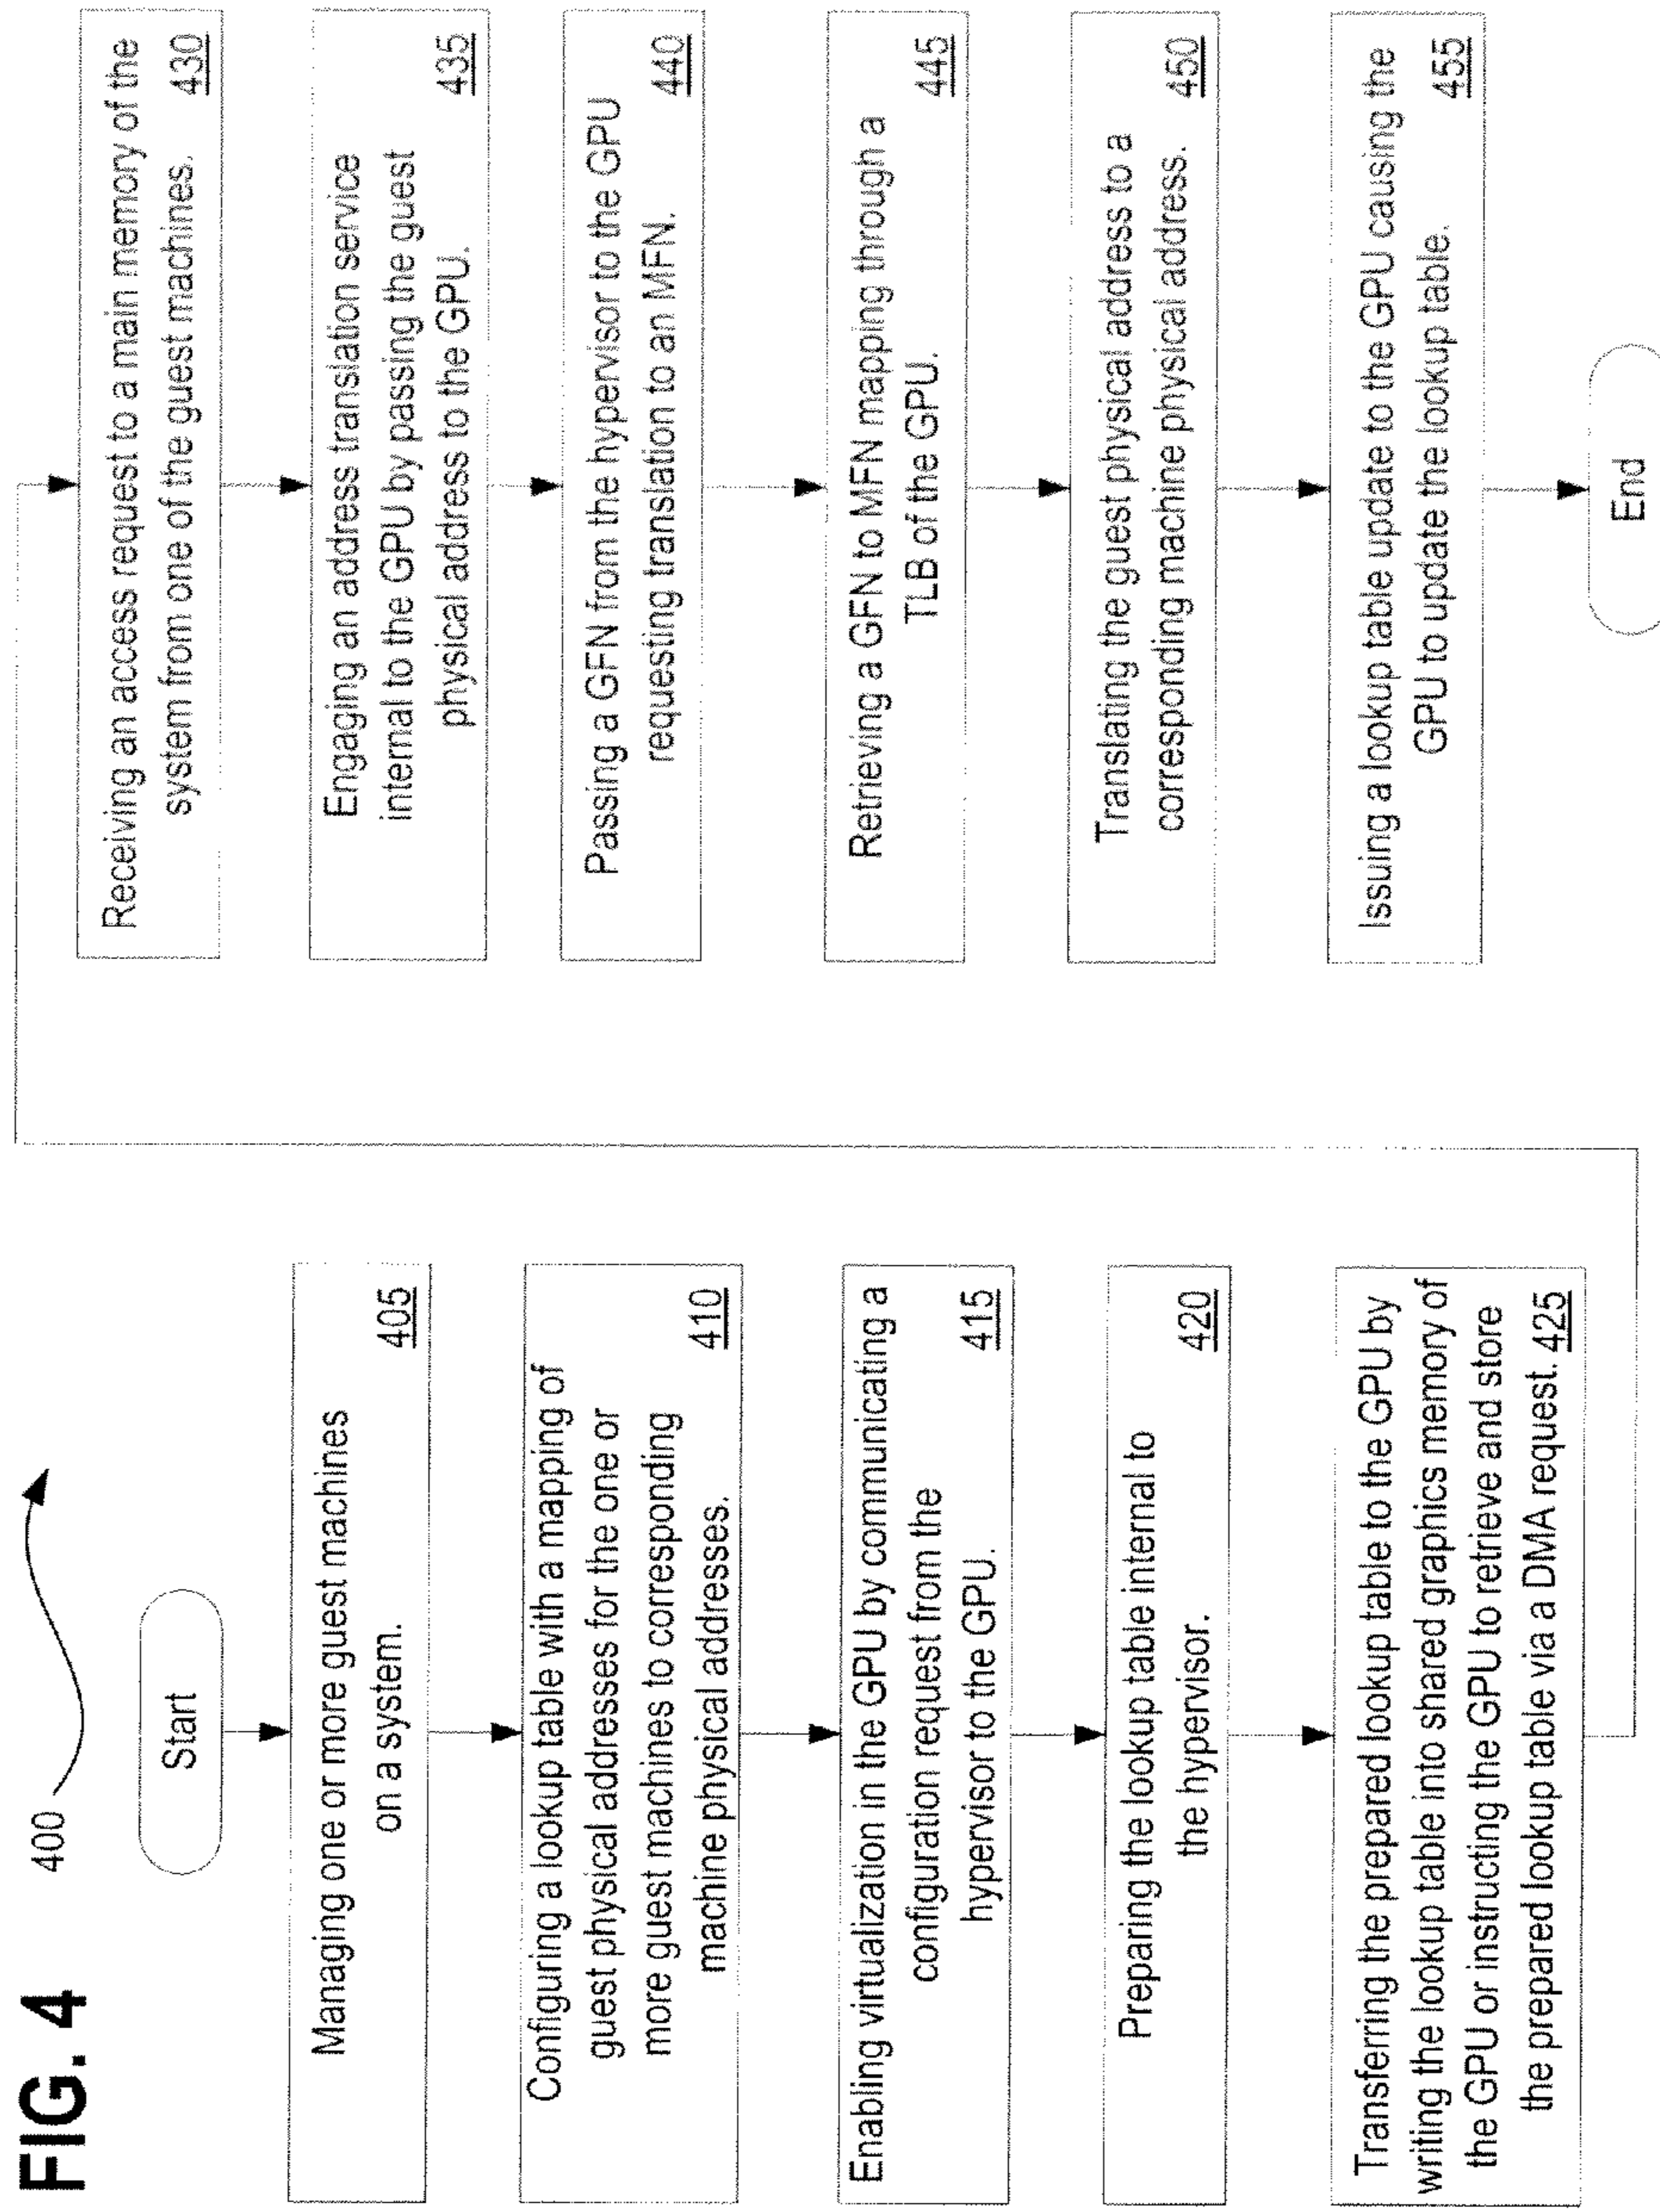 FIG. 4
400
Start
Managing one or more guest machines
on a system.
405
Configuring a lookup table with a mapping of
guest physical addresses for the one or
more guest machines to corresponding
machine physical addresses.
410
Enabling virtualization in the GPU by communicating a
configuration request from the
hypervisor to the GPU.
415
Preparing the lookup table internal to
the hypervisor.
420
Transferring the prepared lookup table to the GPU by
writing the lookup table into shared graphics memory of
the GPU or instructing the GPU to retrieve and store
the prepared lookup table via a DMA request. 425
Receiving an access request to a main memory of the
system from one of the guest machines.
430
Engaging an address translation service
internal to the GPU by passing the guest
physical address to the GPU.
435
Passing a GFN from the hypervisor to the GPU
requesting translation to an MFN.
440
Retrieving a GFN to MFN mapping through a
TLB of the GPU.
445
Translating the guest physical address to a
corresponding machine physical address.
450
Issuing a lookup table update to the GPU causing the
GPU to update the lookup table.
455
End